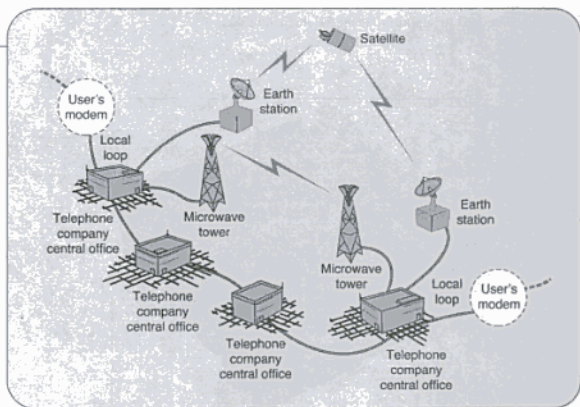 Satellite
User's
modem
Earth
station
Local
loop
Telephone
company
central office
Microwave
tower
Earth
station
Microwave
tower
Local
loop
User's
modem
Telephone
company
central office
Telephone
company
central office
Telephone
company
central office